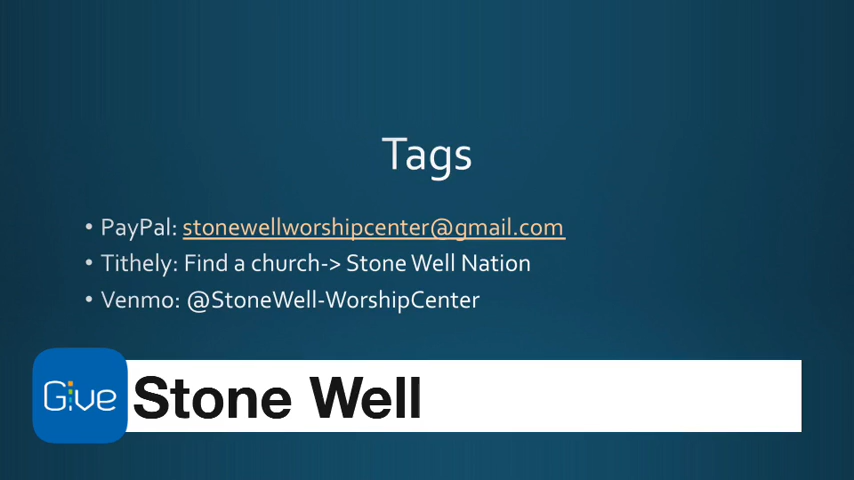 Tags
• PayPal: stonewellworshipcenter@gmail.com
• Tithely: Find a church-> Stone Well Nation
• Venmo: @StoneWell-WorshipCenter
Give Stone Well